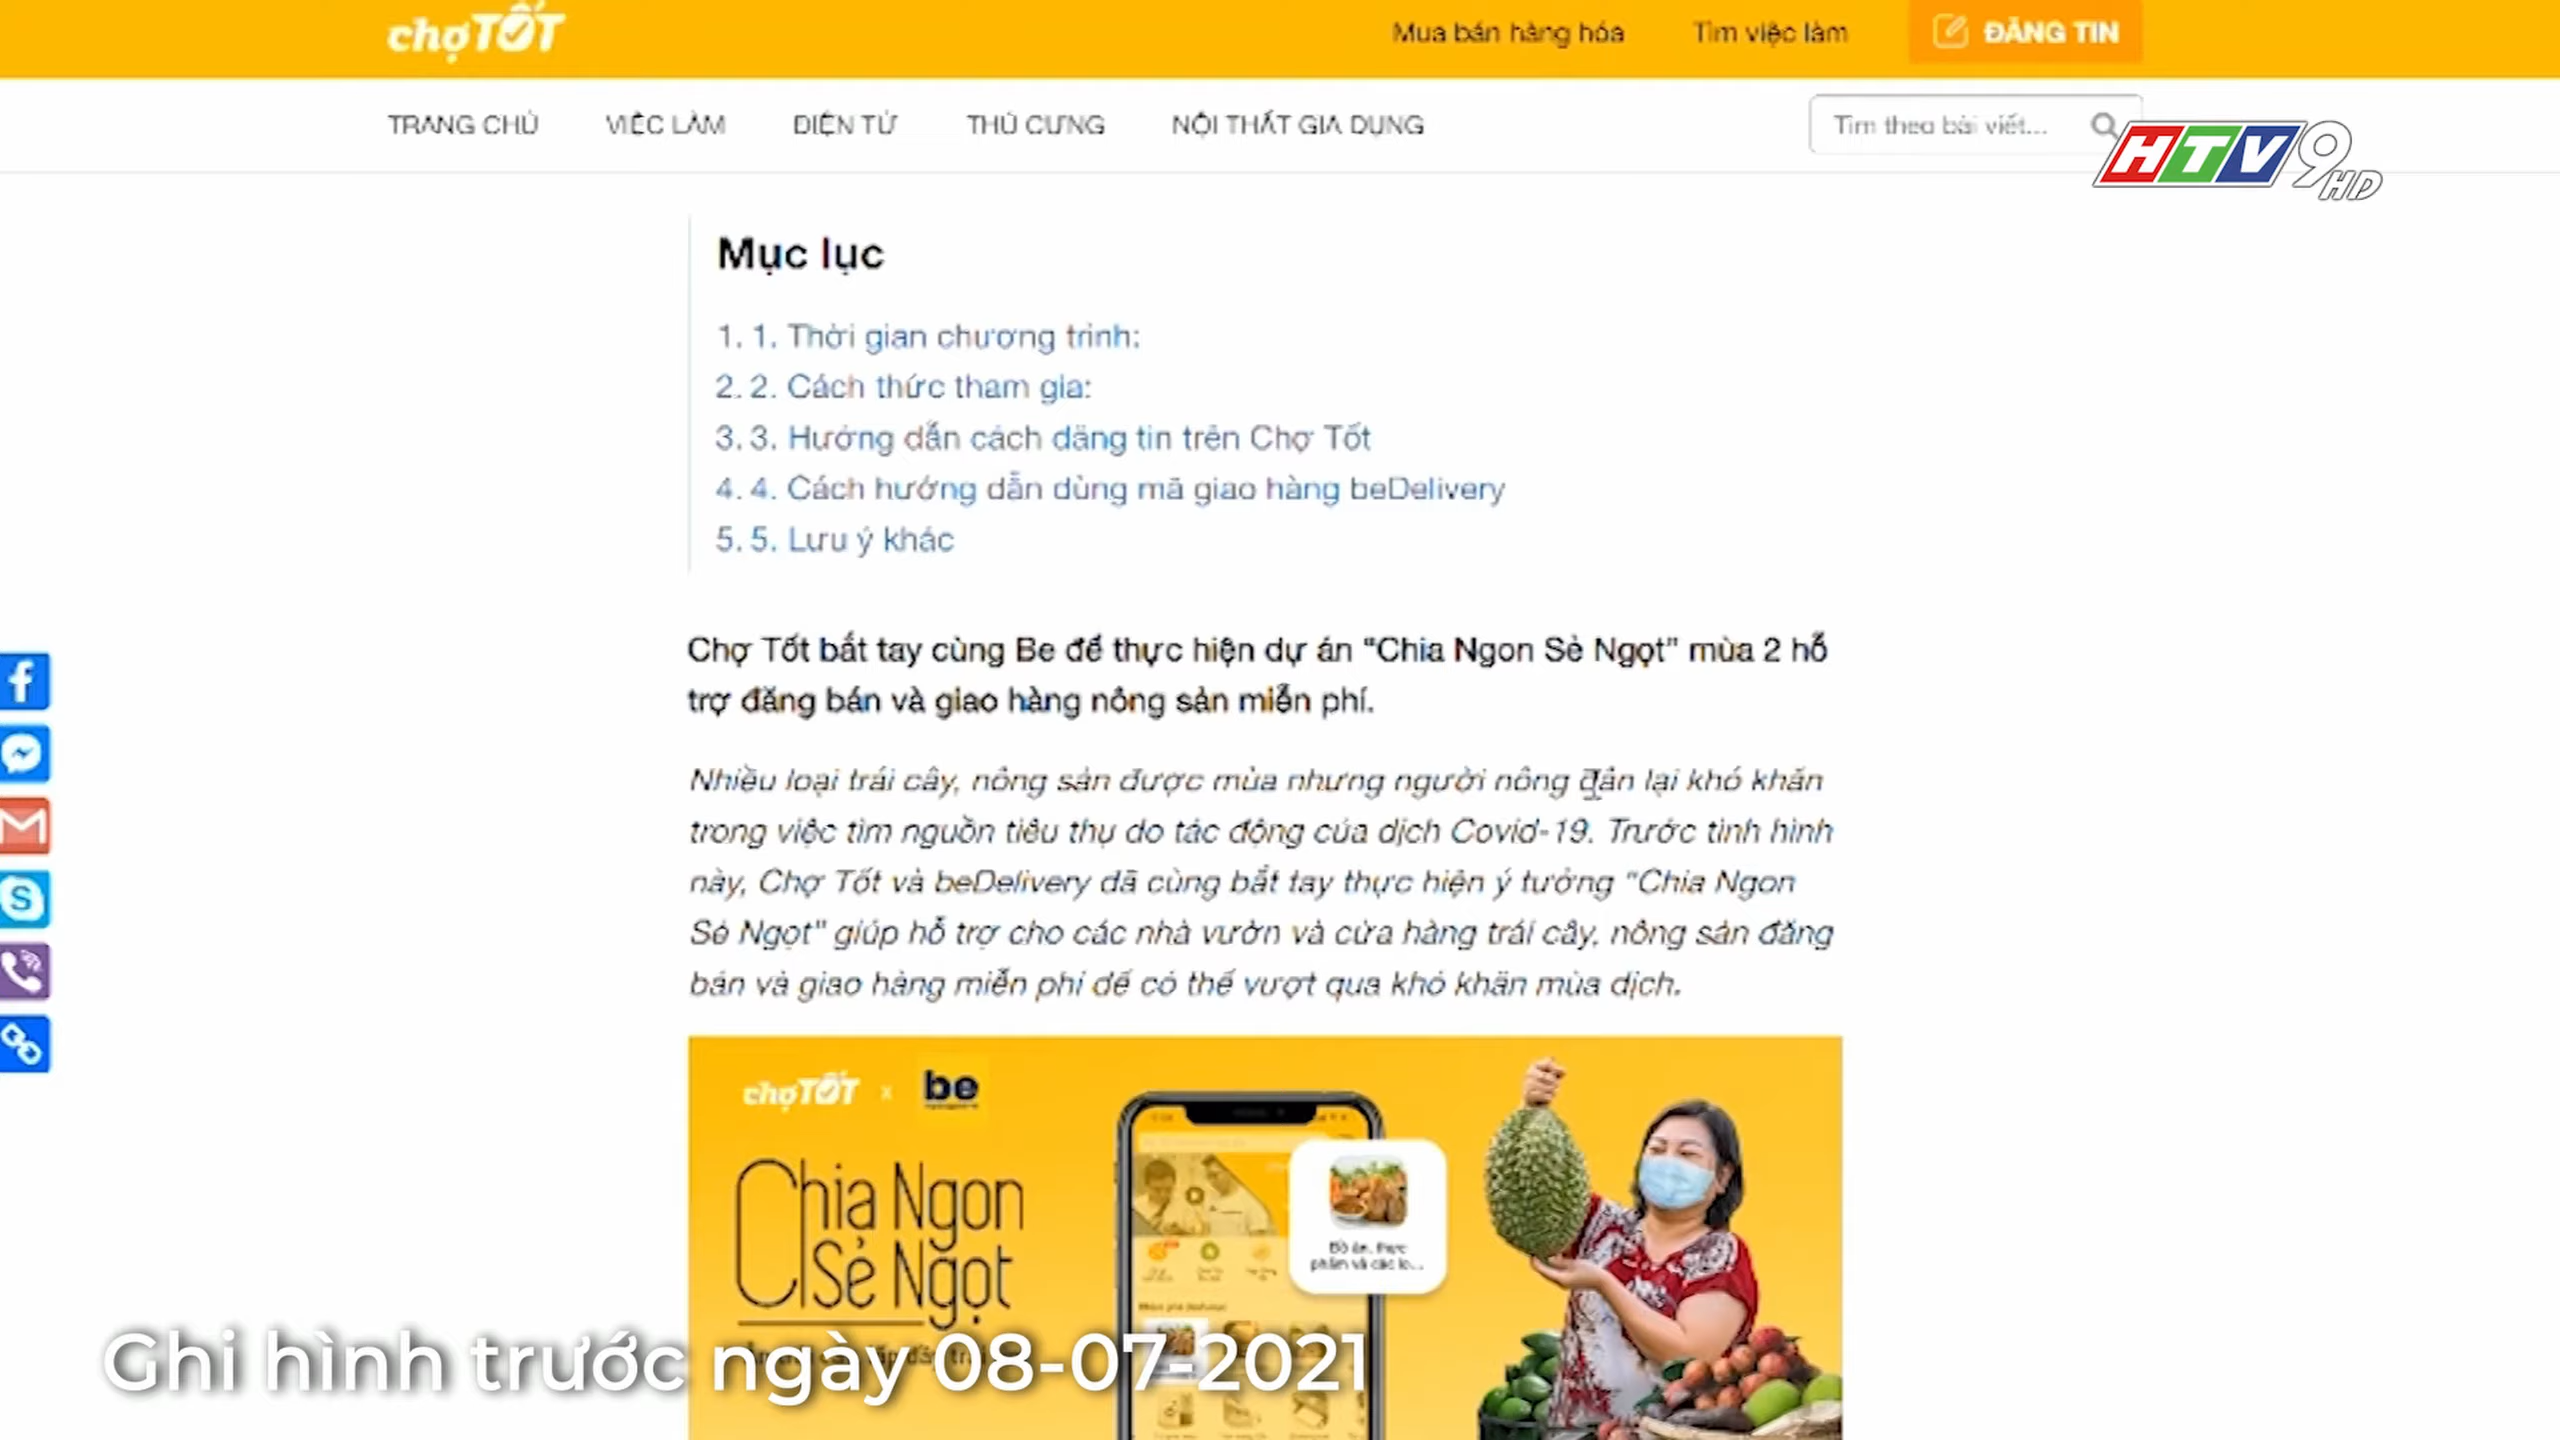 chợTỐT
Mua bán hàng hóa
Tìm việc làm
ĐĂNG TIN
TRANG CHỦ
VIỆC LÀM
ĐIỆN TỬ
THÚ CƯNG
NỘI THẤT GIA DỤNG
Tìm theo bài viết...
HTV9 HD
Mục lục
1. 1. Thời gian chương trình:
2. 2. Cách thức tham gia:
3. 3. Hướng dẫn cách đăng tin trên Chợ Tốt
4. 4. Cách hướng dẫn dùng mã giao hàng beDelivery
5. 5. Lưu ý khác
Chợ Tốt bắt tay cùng Be để thực hiện dự án "Chia Ngon Sẻ Ngọt" mùa 2 hỗ
trợ đăng bán và giao hàng nông sản miễn phí.
Nhiều loại trái cây, nông sản được mùa nhưng người nông dân lại khó khăn
trong việc tìm nguồn tiêu thụ do tác động của dịch Covid-19. Trước tình hình
này, Chợ Tốt và beDelivery đã cùng bắt tay thực hiện ý tưởng "Chia Ngon
Sẻ Ngọt" giúp hỗ trợ cho các nhà vườn và cửa hàng trái cây, nông sản đăng
bán và giao hàng miễn phí để có thể vượt qua khó khăn mùa dịch.
chợTỐT x be
Chia Ngon
Sẻ Ngọt
Đồ ăn, thực
phẩm và các lo...
Ghi hình trước ngày 08-07-2021